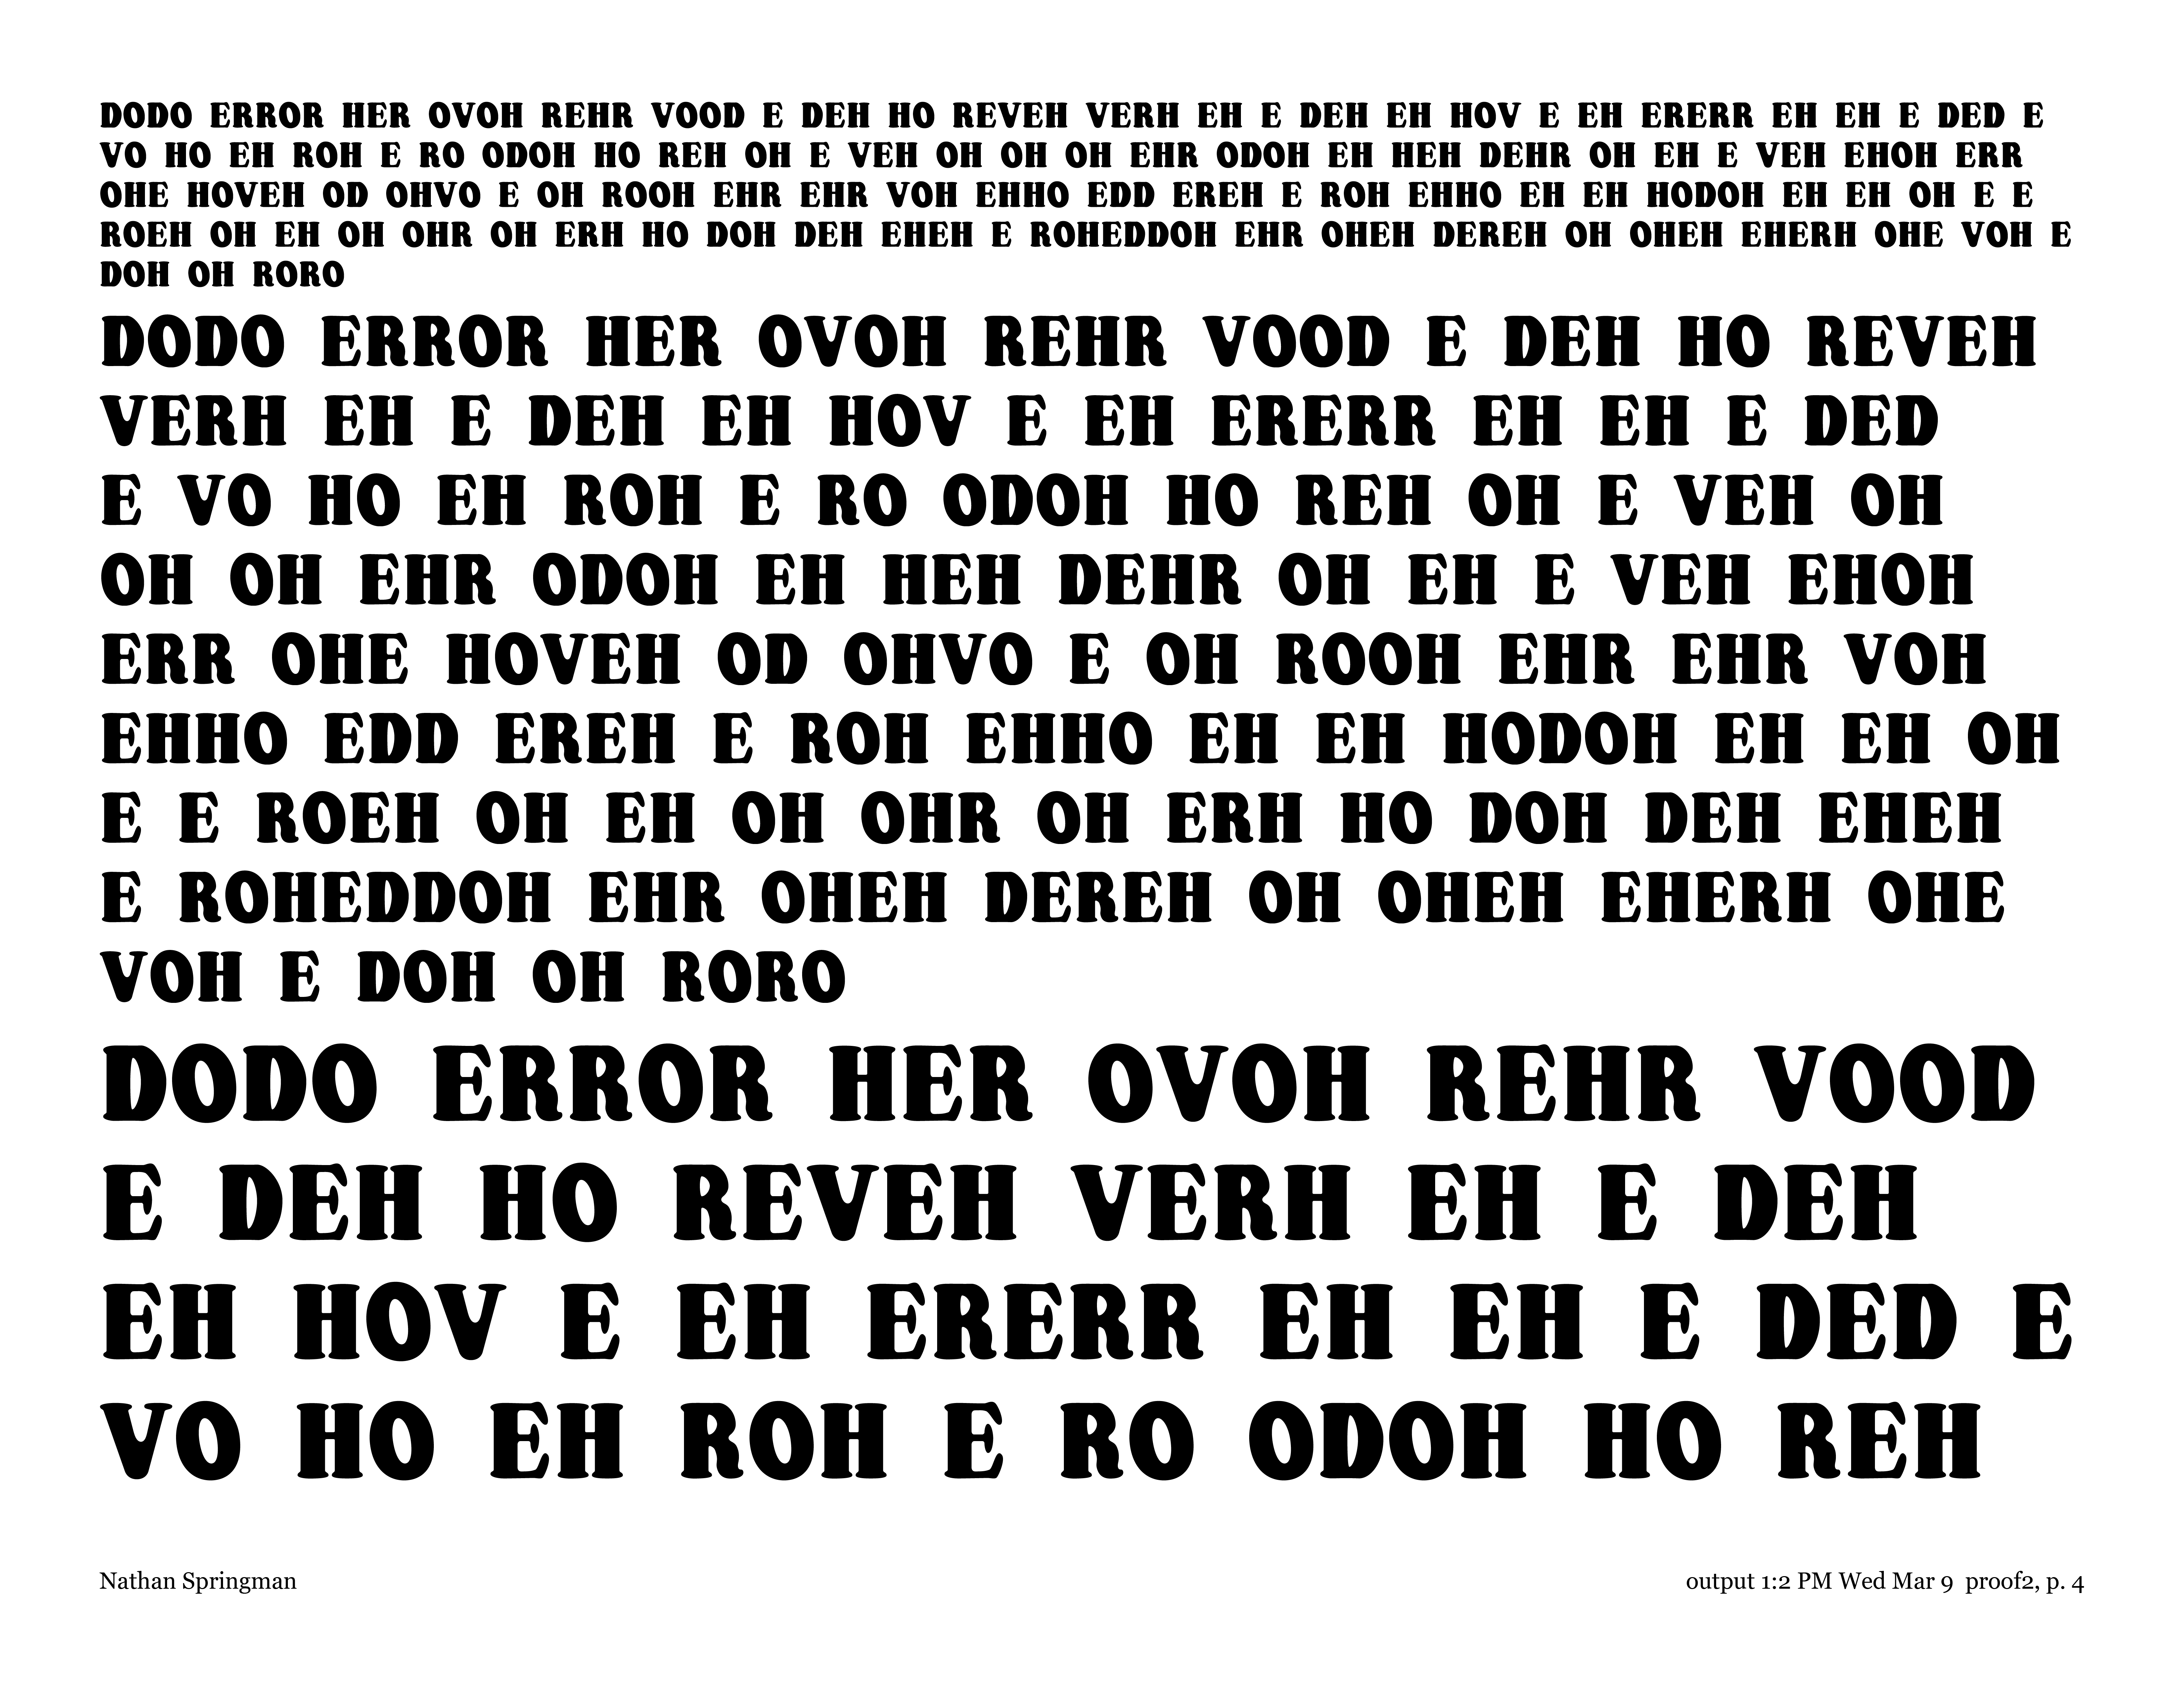 DODO ERROR HER OVOH REHR VOOD E DEH HO REVEH VERH EH E DEH EH HOV E EH ERERR EH EH E DED E
VO HO EH ROH E RO ODOH HO REH OH E VEH OH OH OH EHR ODOH EH HEH DEHR OH EH E VEH EHOH ERR
OHE HOVEH OD OHVO E OH ROOH EHR EHR VOH EHHO EDD EREH E ROH EHHO EH EH HODOH EH EH OH E E
ROEH OH EH OH OHR OH ERH HO DOH DEH EHEH E ROHEDDOH EHR OHEH DEREH OH OHEH EHERH OHE VOH E
DOH OH RORO
DODO ERROR HER OVOH REHR VOOD E DEH HO REVEH
VERH EH E DEH EH HOV E EH ERERR EH EH E DED
E VO HO EH ROH E RO ODOH HO REH OH E VEH OH
OH OH EHR ODOH EH HEH DEHR OH EH E VEH EHOH
ERR OHE HOVEH OD OHVO E OH ROOH EHR EHR VOH
EHHO EDD EREH E ROH EHHO EH EH HODOH EH EH OH
E E ROEH OH EH OH OHR OH ERH HO DOH DEH EHEH
E ROHEDDOH EHR OHEH DEREH OH OHEH EHERH OHE
VOH E DOH OH RORO
DODO ERROR HER OVOH REHR VOOD
E DEH HO REVEH VERH EH E DEH
EH HOV E EH ERERR EH EH E DED E
VO HO EH ROH E RO ODOH HO REH
Nathan Springman
output 1:2 PM Wed Mar 9 proof2, p. 4